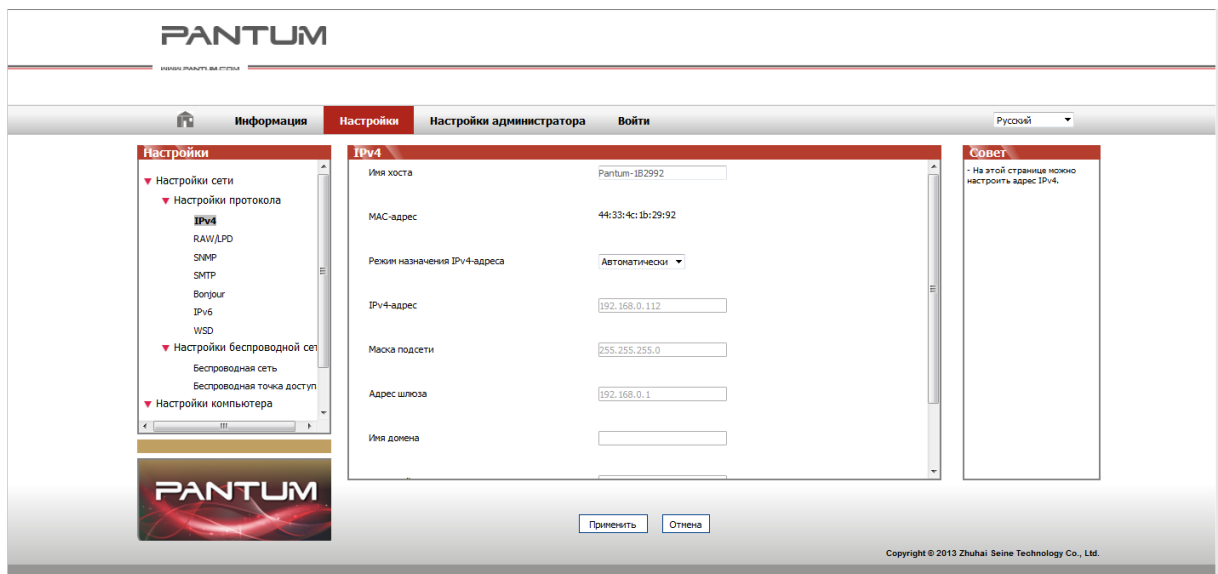 PANTUM
WWW.PANTUM.COM
Информация
Настройки
Настройки администратора
Войти
Русский
Настройки
Настройки сети
Настройки протокола
IPv4
RAW/LPD
SNMP
SMTP
Bonjour
IPv6
WSD
Настройки беспроводной сет
Беспроводная сеть
Беспроводная точка доступ
Настройки компьютера
PANTUM
IPv4
Имя хоста
Pantum-1B2992
MAC-адрес
44:33:4c:1b:29:92
Режим назначения IPv4-адреса
Автоматически
IPv4-адрес
192.168.0.112
Маска подсети
255.255.255.0
Адрес шлюза
192.168.0.1
Имя домена
Применить
Отмена
Совет
- На этой странице можно
настроить адрес IPv4.
Copyright © 2013 Zhuhai Seine Technology Co., Ltd.